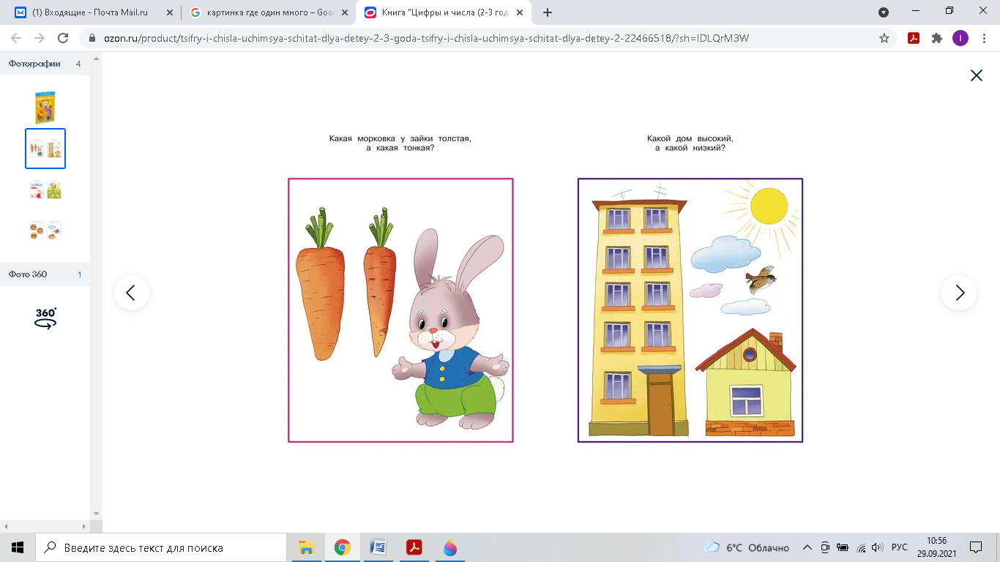 (1) Входящие - Почта Mail.ru
картинка где один много – Goo
Книга "Цифры и числа (2-3 год
ozon.ru/product/tsifry-i-chisla-uchimsya-schitat-dlya-detey-2-3-goda-tsifry-i-chisla-uchimsya-schitat-dlya-detey-2-22466518/?sh=IDLQrM3W
I
Фотографии 4
Фото 360 1
360°
Какая морковка у зайки толстая,
а какая тонкая?
Какой дом высокий,
а какой низкий?
Введите здесь текст для поиска
6°C Облачно
РУС
10:56
29.09.2021